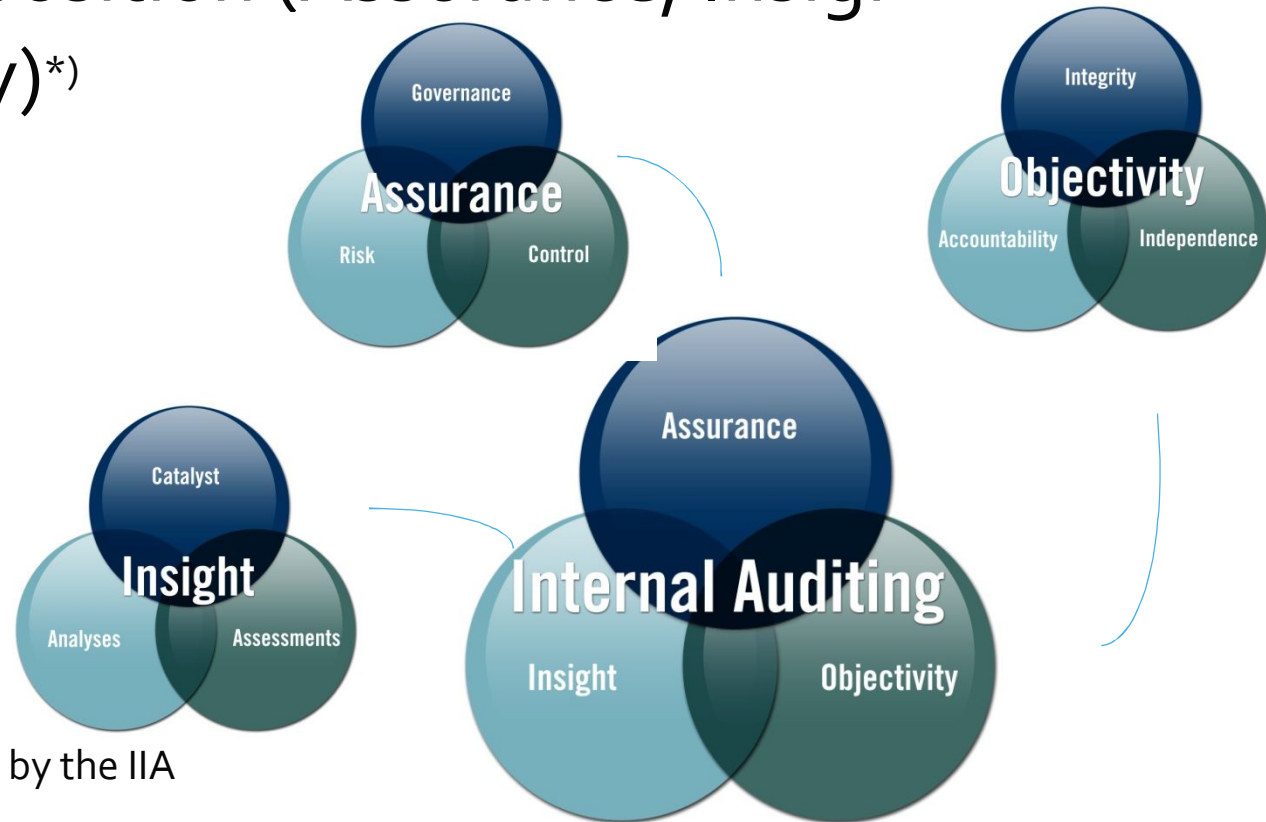 Governance
Assurance
Risk
Control
Integrity
Objectivity
Accountability
Independence
Catalyst
Insight
Analyses
Assessments
Assurance
Internal Auditing
Insight
Objectivity
by the IIA